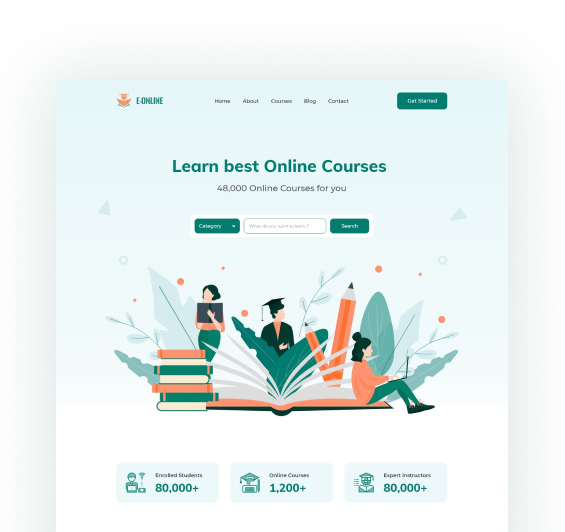 E-ONLINE
Home About Courses Blog Contact
Get Started
Learn best Online Courses
48,000 Online Courses for you
Category
What do you want to learn ?
Search
Enrolled Students
80,000+
Online Courses
1,200+
Expert instructors
80,000+